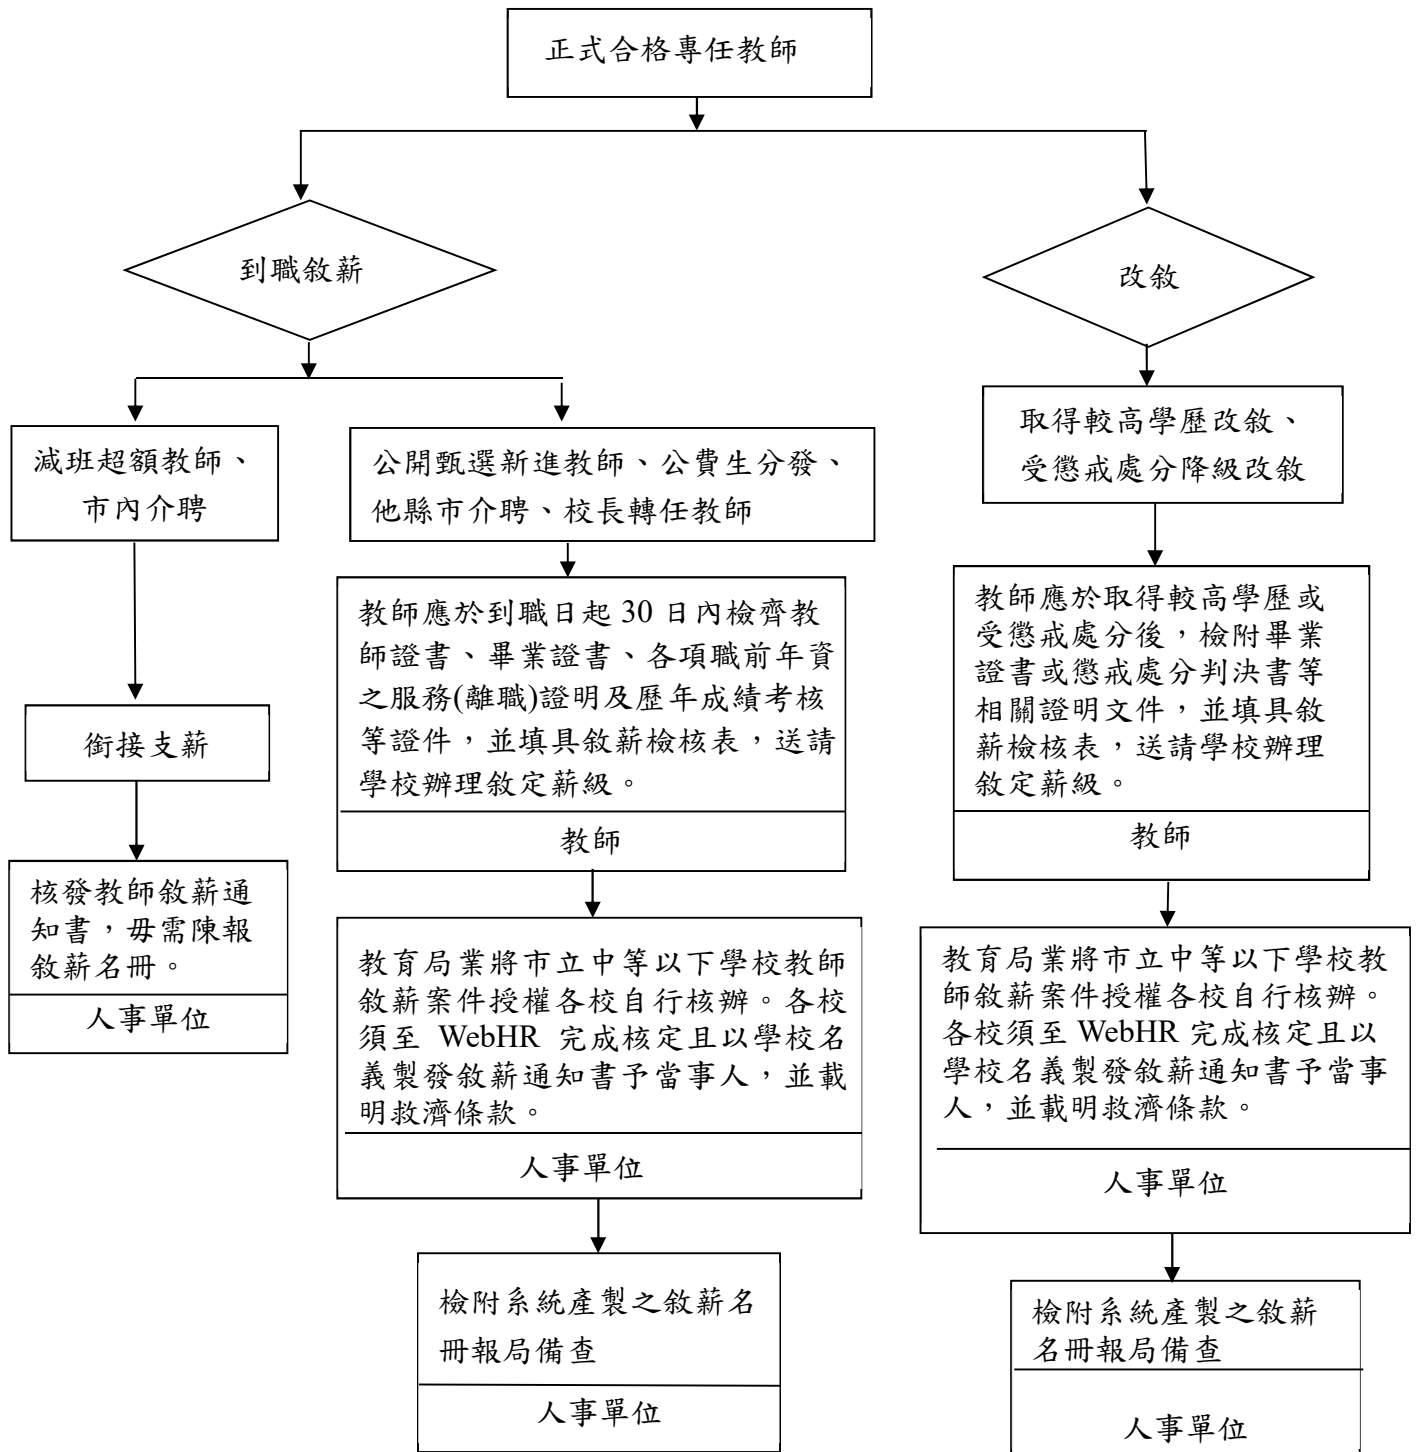 正式合格專任教師
到職敘薪
改敘
減班超額教師、
市內介聘
公開甄選新進教師、公費生分發、
他縣市介聘、校長轉任教師
取得較高學歷改敘、
受懲戒處分降級改敘
銜接支薪
教師應於到職日起 30 日內檢齊教
師證書、畢業證書、各項職前年資
之服務(離職)證明及歷年成績考核
等證件，並填具敘薪檢核表，送請
學校辦理敘定薪級。
教師
教師應於取得較高學歷或
受懲戒處分後，檢附畢業
證書或懲戒處分判決書等
相關證明文件，並填具敘
薪檢核表，送請學校辦理
敘定薪級。
教師
核發教師敘薪通
知書，毋需陳報
敘薪名冊。
人事單位
教育局業將市立中等以下學校教師
敘薪案件授權各校自行核辦。各校
須至 WebHR 完成核定且以學校名
義製發敘薪通知書予當事人，並載
明救濟條款。
人事單位
教育局業將市立中等以下學校教
師敘薪案件授權各校自行核辦。
各校須至 WebHR 完成核定且以
學校名義製發敘薪通知書予當事
人，並載明救濟條款。
人事單位
檢附系統產製之敘薪名
冊報局備查
人事單位
檢附系統產製之敘薪
名冊報局備查
人事單位